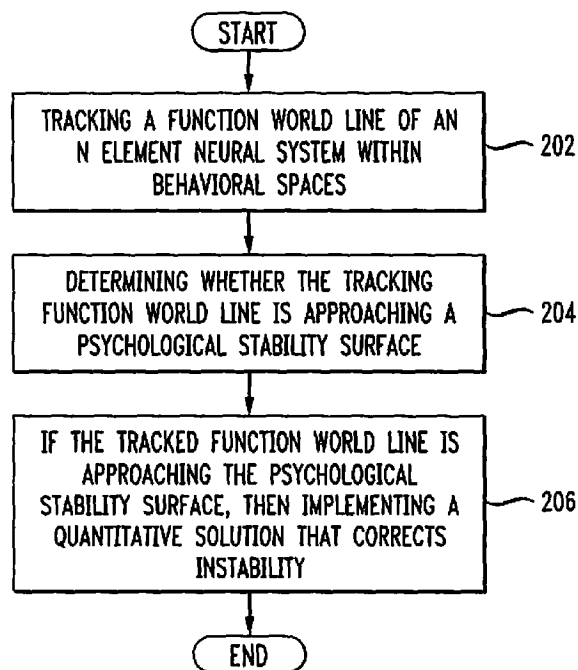 START
TRACKING A FUNCTION WORLD LINE OF AN
N ELEMENT NEURAL SYSTEM WITHIN
BEHAVIORAL SPACES
202
DETERMINING WHETHER THE TRACKING
FUNCTION WORLD LINE IS APPROACHING A
PSYCHOLOGICAL STABILITY SURFACE
204
IF THE TRACKED FUNCTION WORLD LINE IS
APPROACHING THE PSYCHOLOGICAL
STABILITY SURFACE, THEN IMPLEMENTING A
QUANTITATIVE SOLUTION THAT CORRECTS
INSTABILITY
206
END